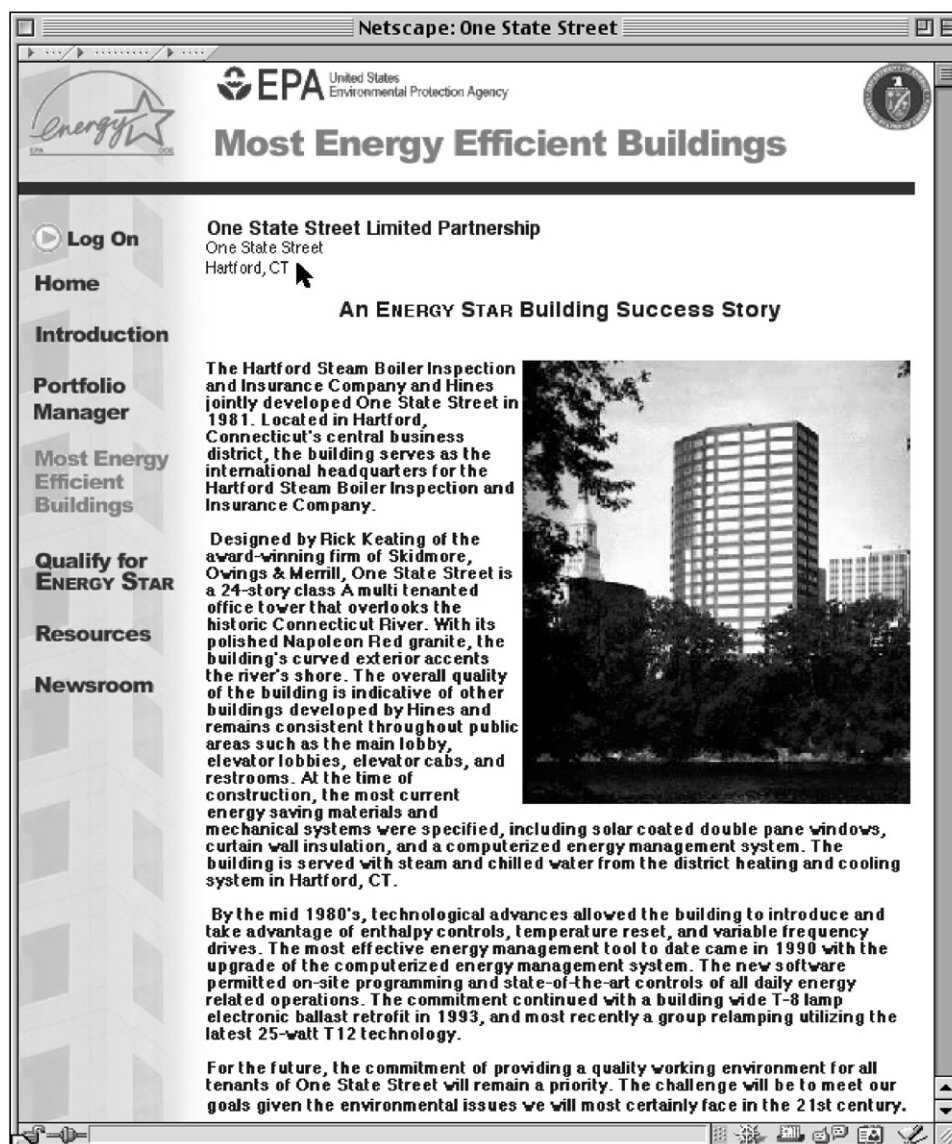 Netscape: One State Street
energy
EPA DOE
EPA United States
Environmental Protection Agency
Most Energy Efficient Buildings
Log On
Home
Introduction
Portfolio
Manager
Most Energy
Efficient
Buildings
Qualify for
ENERGY STAR
Resources
Newsroom
One State Street Limited Partnership
One State Street
Hartford, CT
An ENERGY STAR Building Success Story
The Hartford Steam Boiler Inspection
and Insurance Company and Hines
jointly developed One State Street in
1981. Located in Hartford,
Connecticut's central business
district, the building serves as the
international headquarters for the
Hartford Steam Boiler Inspection and
Insurance Company.
Designed by Rick Keating of the
award-winning firm of Skidmore,
Owings & Merrill, One State Street is
a 24-story class A multi tenanted
office tower that overlooks the
historic Connecticut River. With its
polished Napoleon Red granite, the
building's curved exterior accents
the river's shore. The overall quality
of the building is indicative of other
buildings developed by Hines and
remains consistent throughout public
areas such as the main lobby,
elevator lobbies, elevator cabs, and
restrooms. At the time of
construction, the most current
energy saving materials and
mechanical systems were specified, including solar coated double pane windows,
curtain wall insulation, and a computerized energy management system. The
building is served with steam and chilled water from the district heating and cooling
system in Hartford, CT.
By the mid 1980's, technological advances allowed the building to introduce and
take advantage of enthalpy controls, temperature reset, and variable frequency
drives. The most effective energy management tool to date came in 1990 with the
upgrade of the computerized energy management system. The new software
permitted on-site programming and state-of-the-art controls of all daily energy
related operations. The commitment continued with a building wide T-8 lamp
electronic ballast retrofit in 1993, and most recently a group relamping utilizing the
latest 25-watt T12 technology.
For the future, the commitment of providing a quality working environment for all
tenants of One State Street will remain a priority. The challenge will be to meet our
goals given the environmental issues we will most certainly face in the 21st century.